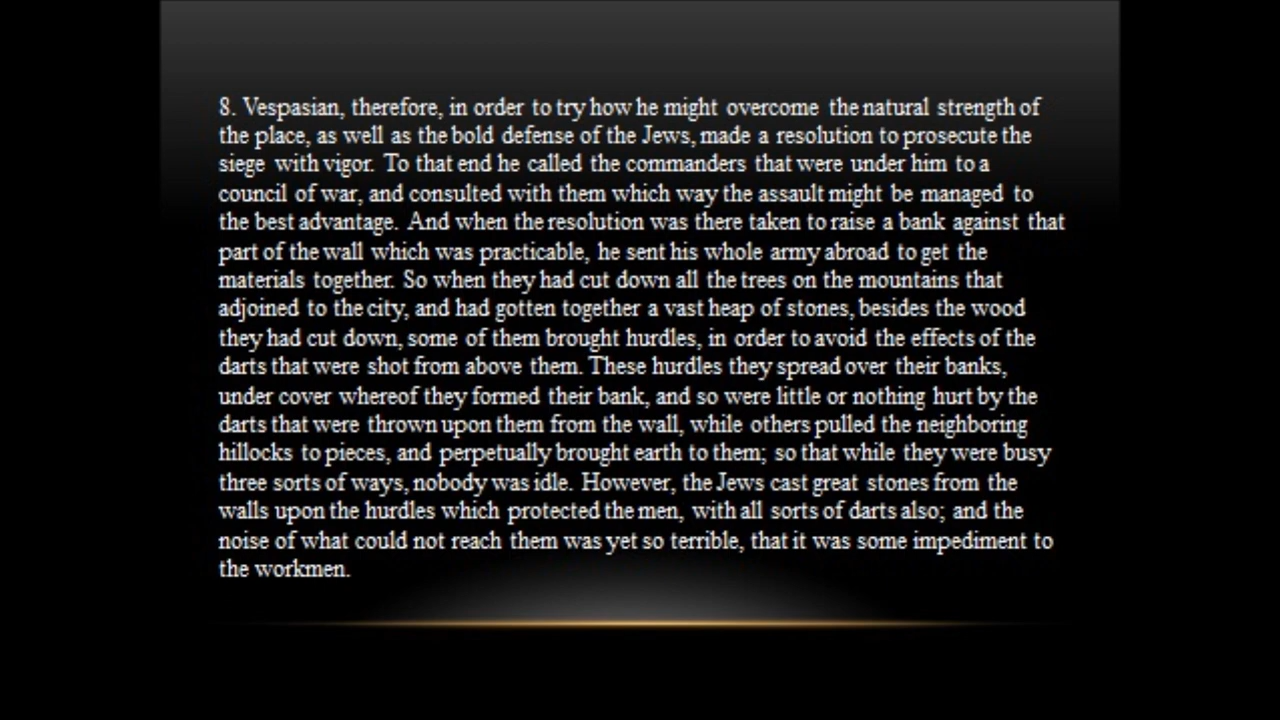 8. Vespasian, therefore, in order to try how he might overcome the natural strength of
the place, as well as the bold defense of the Jews, made a resolution to prosecute the
siege with vigor. To that end he called the commanders that were under him to a
council of war, and consulted with them which way the assault might be managed to
the best advantage. And when the resolution was there taken to raise a bank against that
part of the wall which was practicable, he sent his whole army abroad to get the
materials together. So when they had cut down all the trees on the mountains that
adjoined to the city, and had gotten together a vast heap of stones, besides the wood
they had cut down, some of them brought hurdles, in order to avoid the effects of the
darts that were shot from above them. These hurdles they spread over their banks,
under cover whereof they formed their bank, and so were little or nothing hurt by the
darts that were thrown upon them from the wall, while others pulled the neighboring
hillocks to pieces, and perpetually brought earth to them; so that while they were busy
three sorts of ways, nobody was idle. However, the Jews cast great stones from the
walls upon the hurdles which protected the men, with all sorts of darts also; and the
noise of what could not reach them was yet so terrible, that it was some impediment to
the workmen.